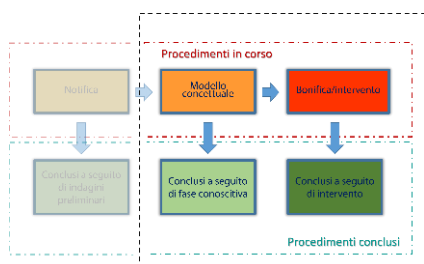 Procedimenti in corso
Notifica
Modello
concettuale
Bonifica/Intervento
Conclusi a seguito
di indagini
preliminari
Conclusi a seguito
di fase conoscitiva
Conclusi a seguito
di intervento
Procedimenti conclusi